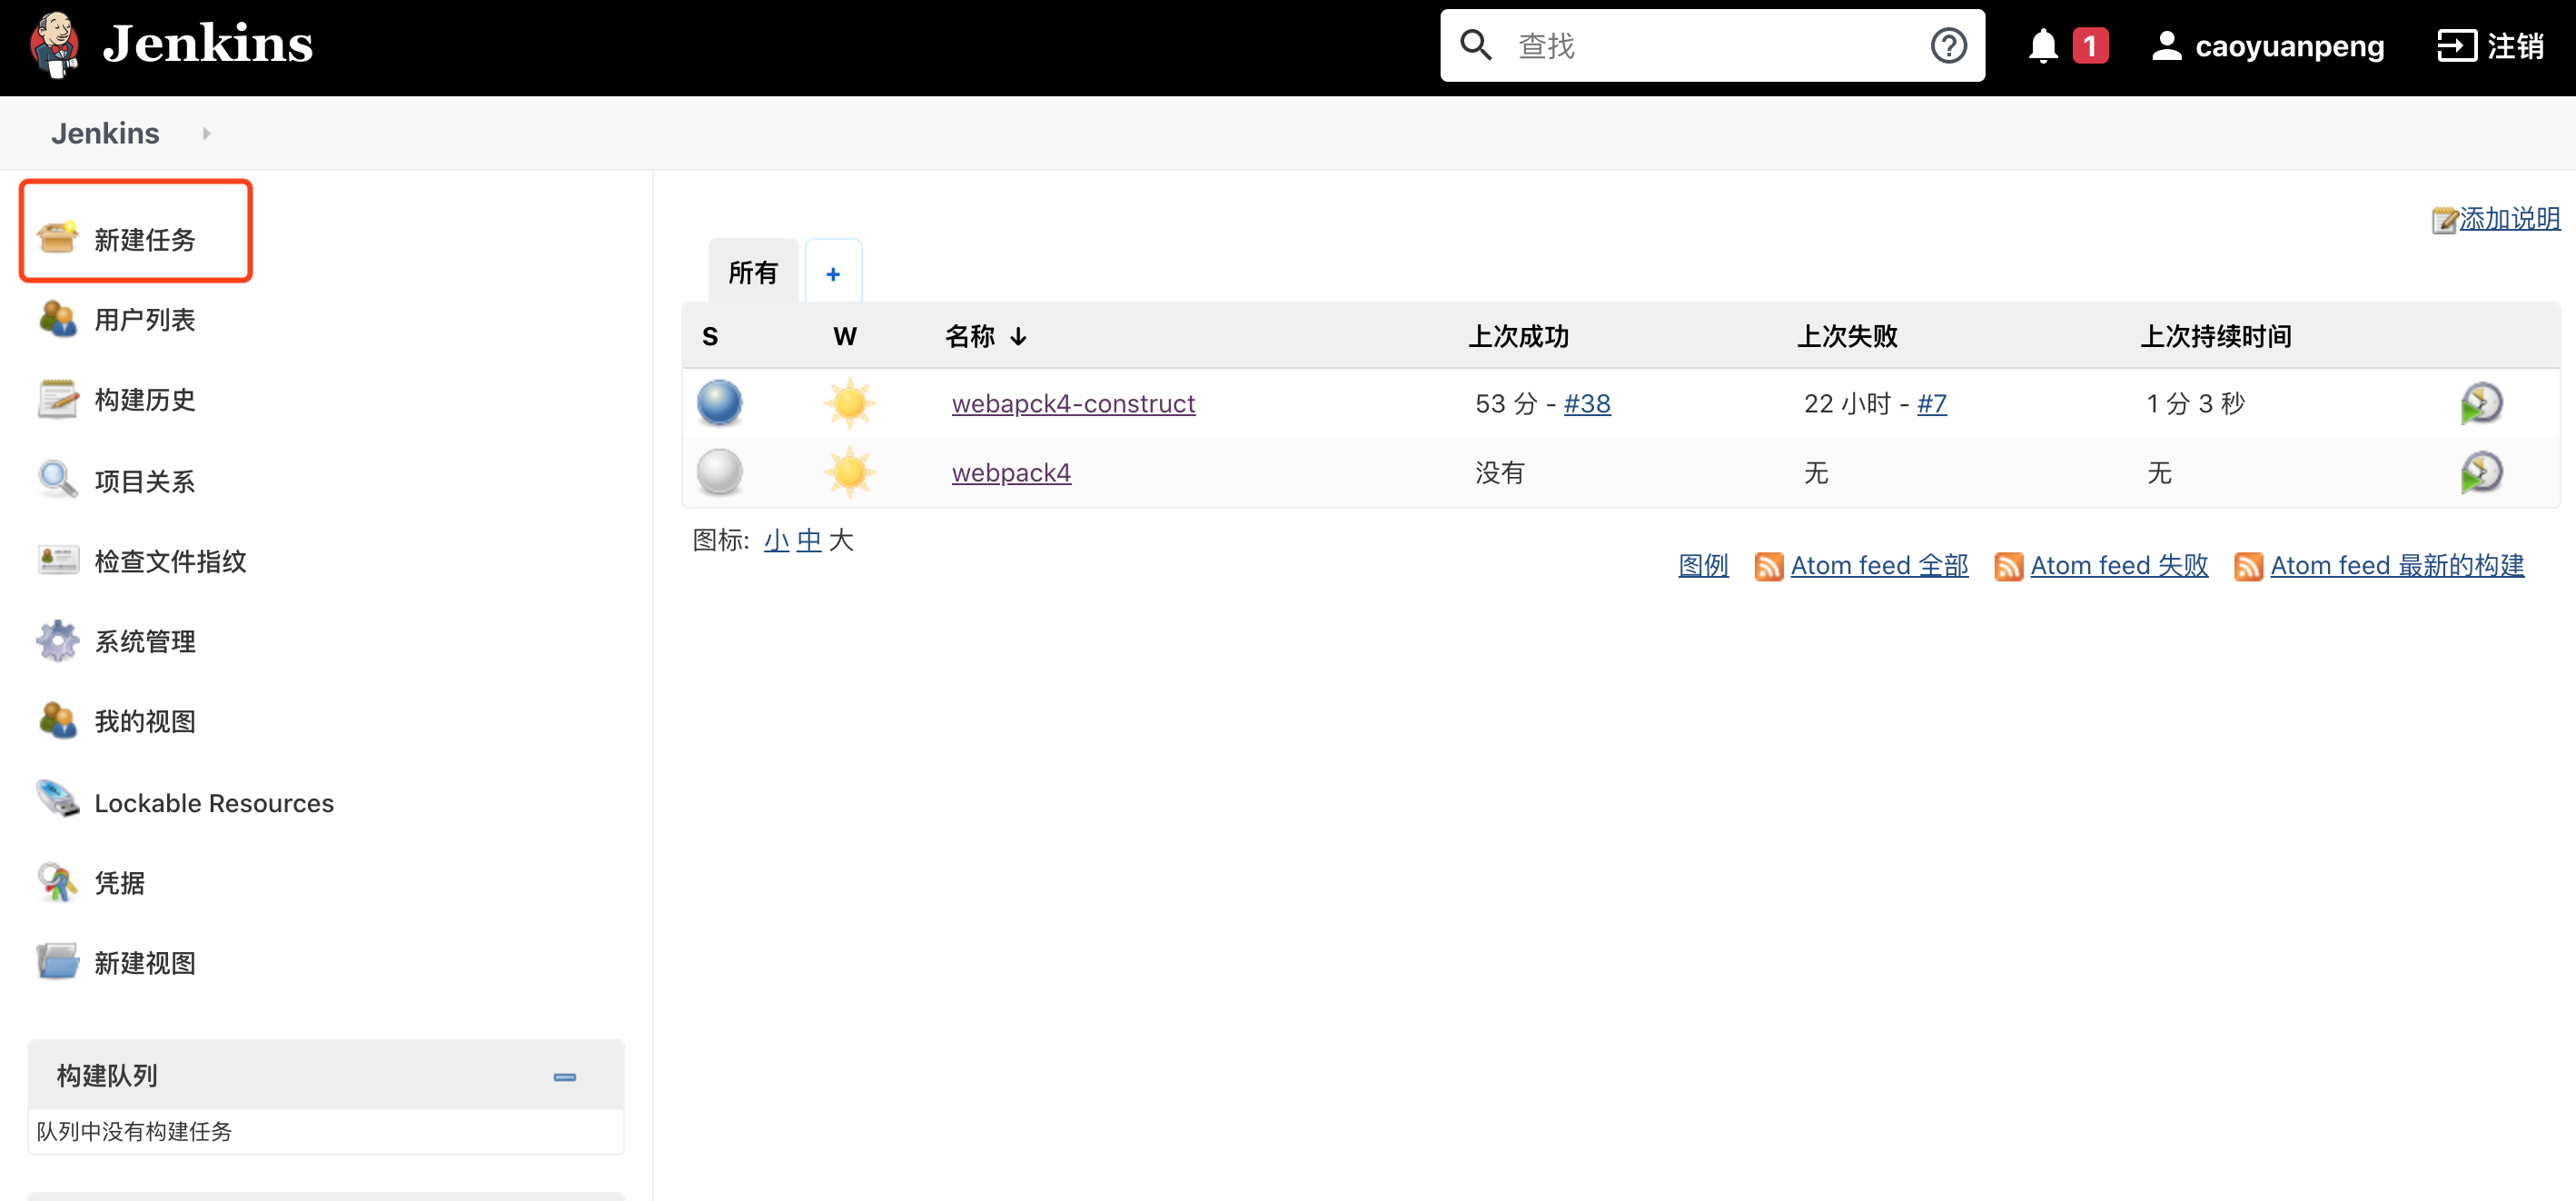 Jenkins
查找
1
caoyuanpeng
注销
Jenkins
新建任务
用户列表
构建历史
项目关系
检查文件指纹
系统管理
我的视图
Lockable Resources
凭据
新建视图
构建队列
队列中没有构建任务
添加说明
所有 +
S W 名称 ↓ 上次成功 上次失败 上次持续时间
webapck4-construct 53 分 - #38 22 小时 - #7 1 分 3 秒
webpack4 没有 无 无
图标: 小 中 大
图例 Atom feed 全部 Atom feed 失败 Atom feed 最新的构建